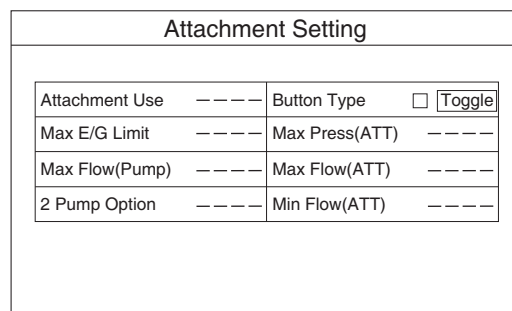 Attachment Setting
Attachment Use ———— Button Type □ Toggle
Max E/G Limit ———— Max Press(ATT) ————
Max Flow(Pump) ———— Max Flow(ATT) ————
2 Pump Option ———— Min Flow(ATT) ————